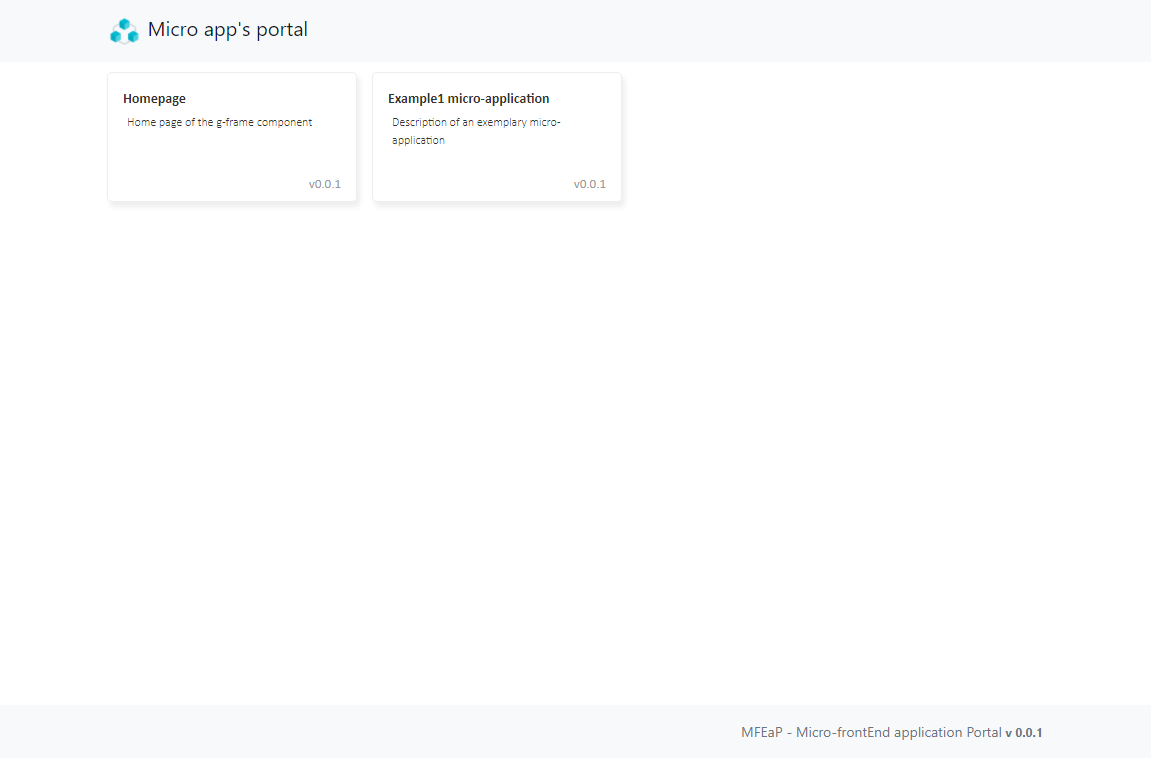 Micro app's portal
Homepage
Home page of the g-frame component
v0.0.1
Example1 micro-application
Description of an exemplary micro-
application
v0.0.1
MFEaP - Micro-frontEnd application Portal v 0.0.1